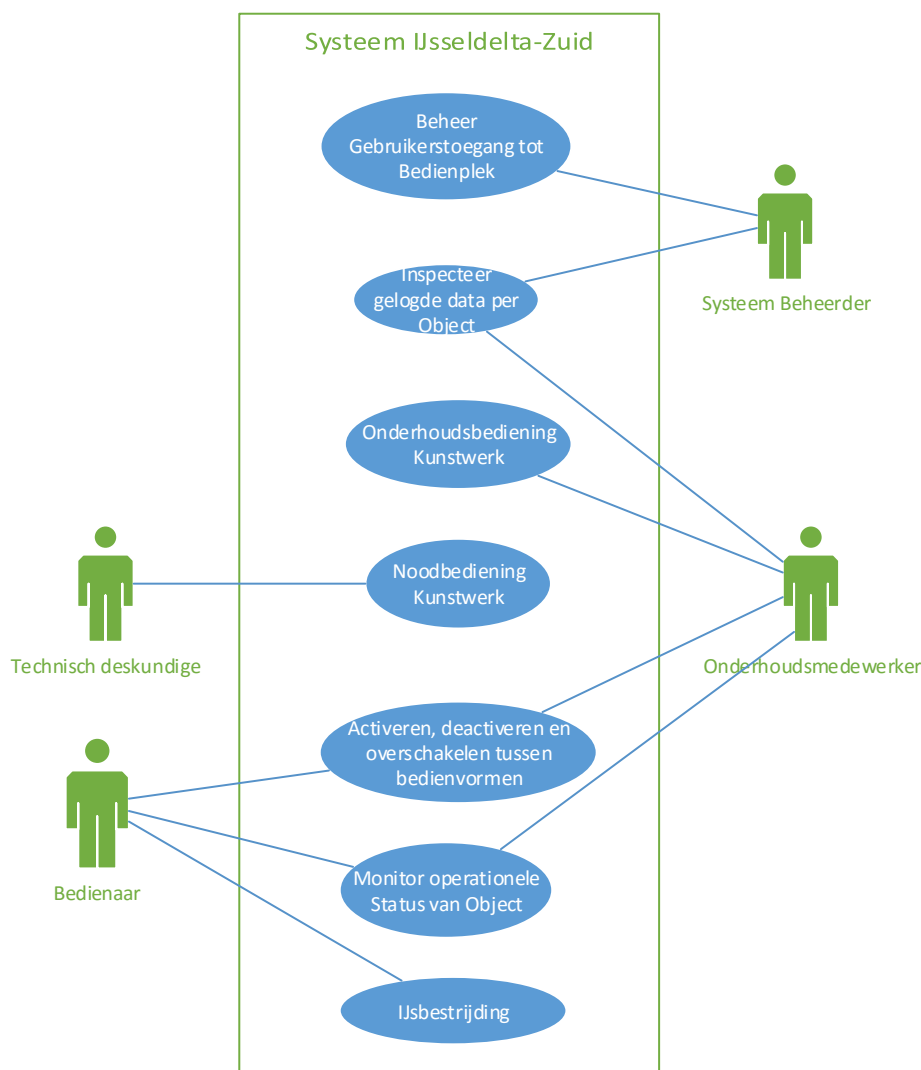 Systeem IJsseldelta-Zuid
Beheer
Gebruikerstoegang tot
Bedienplek
Systeem Beheerder
Inspecteer
gelogde data per
Object
Onderhoudsbediening
Kunstwerk
Noodbediening
Kunstwerk
Technisch deskundige
Onderhoudsmedewerker
Activeren, deactiveren en
overschakelen tussen
bedienvormen
Bedienaar
Monitor operationele
Status van Object
IJsbestrijding